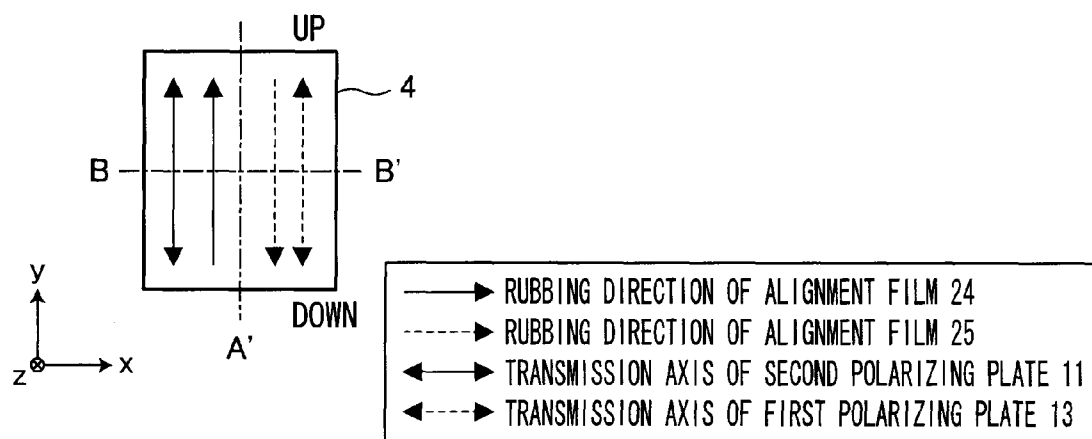 UP
4
B B'
DOWN
A'
y
x
z
RUBBING DIRECTION OF ALIGNMENT FILM 24
RUBBING DIRECTION OF ALIGNMENT FILM 25
TRANSMISSION AXIS OF SECOND POLARIZING PLATE 11
TRANSMISSION AXIS OF FIRST POLARIZING PLATE 13